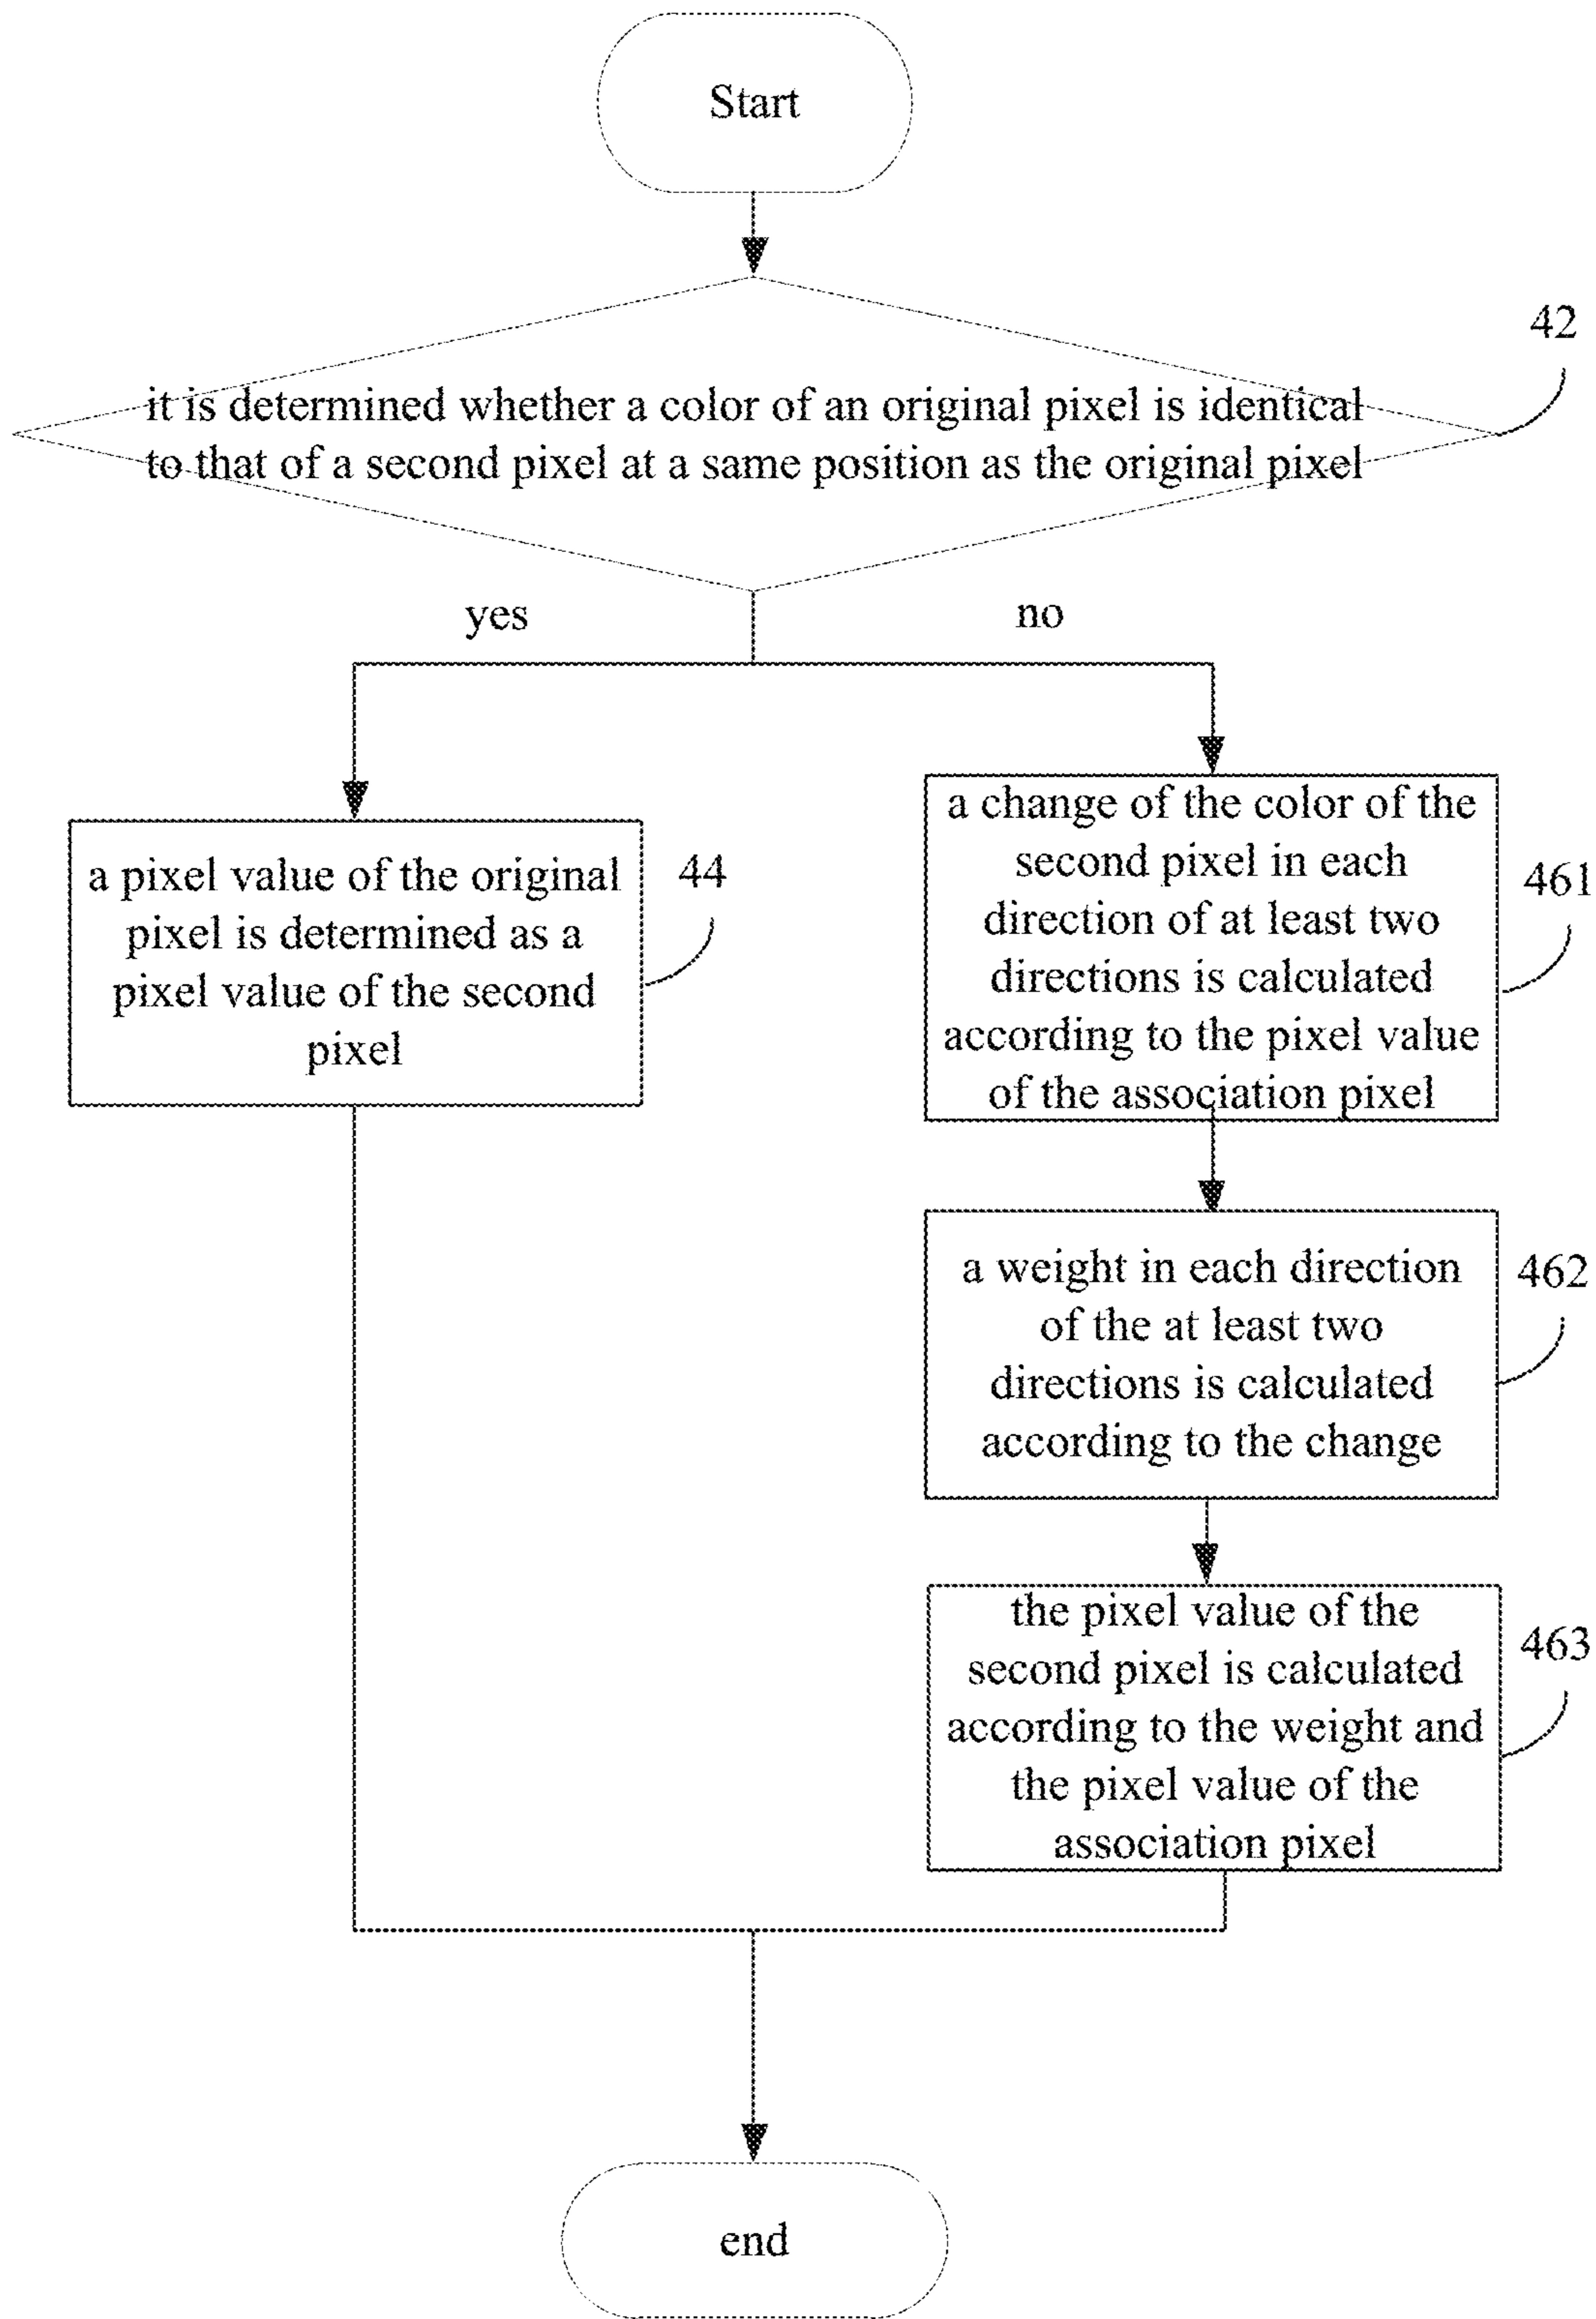 Start
42
it is determined whether a color of an original pixel is identical
to that of a second pixel at a same position as the original pixel
yes
no
a pixel value of the original
pixel is determined as a
pixel value of the second
pixel
44
a change of the color of the
second pixel in each
direction of at least two
directions is calculated
according to the pixel value
of the association pixel
461
a weight in each direction
of the at least two
directions is calculated
according to the change
462
the pixel value of the
second pixel is calculated
according to the weight and
the pixel value of the
association pixel
463
end